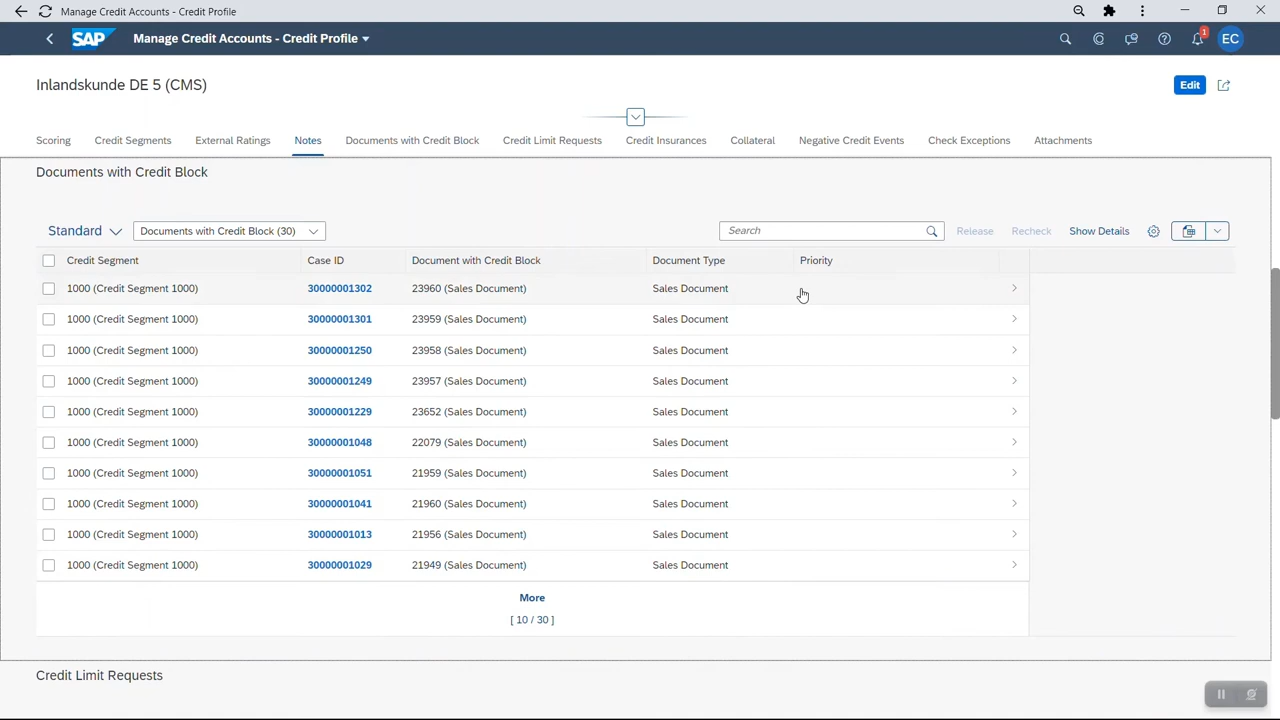 Manage Credit Accounts - Credit Profile
SAP Manage Credit Accounts - Credit Profile 1 EC
Inlandskunde DE 5 (CMS) Edit
Scoring Credit Segments External Ratings Notes Documents with Credit Block Credit Limit Requests Credit Insurances Collateral Negative Credit Events Check Exceptions Attachments
Documents with Credit Block
Standard Documents with Credit Block (30) Search Release Recheck Show Details
Credit Segment Case ID Document with Credit Block Document Type Priority
1000 (Credit Segment 1000) 30000001302 23960 (Sales Document) Sales Document
1000 (Credit Segment 1000) 30000001301 23959 (Sales Document) Sales Document
1000 (Credit Segment 1000) 30000001250 23958 (Sales Document) Sales Document
1000 (Credit Segment 1000) 30000001249 23957 (Sales Document) Sales Document
1000 (Credit Segment 1000) 30000001229 23652 (Sales Document) Sales Document
1000 (Credit Segment 1000) 30000001048 22079 (Sales Document) Sales Document
1000 (Credit Segment 1000) 30000001051 21959 (Sales Document) Sales Document
1000 (Credit Segment 1000) 30000001041 21960 (Sales Document) Sales Document
1000 (Credit Segment 1000) 30000001013 21956 (Sales Document) Sales Document
1000 (Credit Segment 1000) 30000001029 21949 (Sales Document) Sales Document
More
[ 10 / 30 ]
Credit Limit Requests